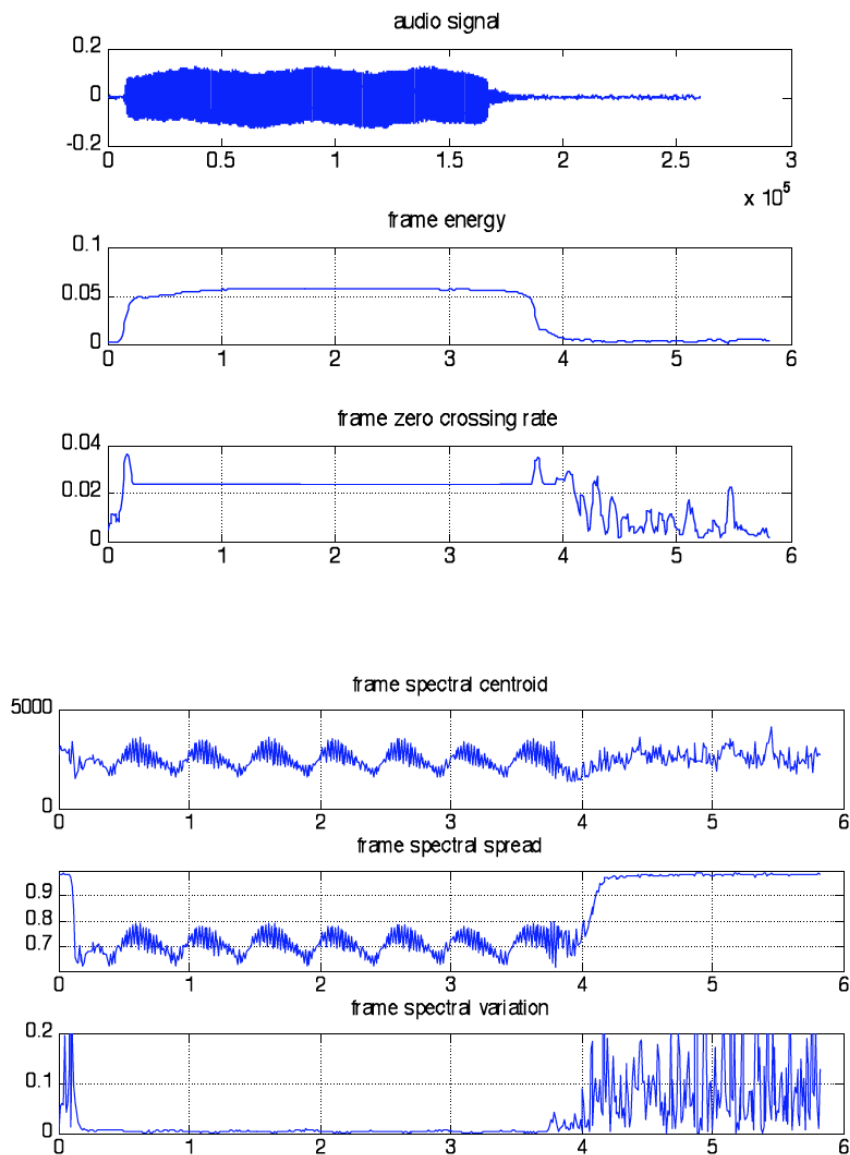 audio signal
0.2
0
-0.2
0 0.5 1 1.5 2 2.5 3
x 10^5
frame energy
0.1
0.05
0
0 1 2 3 4 5 6
frame zero crossing rate
0.04
0.02
0
0 1 2 3 4 5 6
frame spectral centroid
5000
0
0 1 2 3 4 5 6
frame spectral spread
0.9
0.8
0.7
0 1 2 3 4 5 6
frame spectral variation
0.2
0.1
0
0 1 2 3 4 5 6